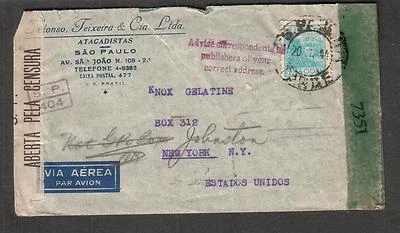 Afonso, Teixeira & Cia. Ltda.
ATACADISTAS
SÃO PAULO
AV. SÃO JOÃO N. 108 - 2.º
TELEFONE 4-9383
CAIXA POSTAL, 477
U. S. BRASIL
Advise correspondents or
publishers of your
correct address.
ABERTA PELA CENSURA
P.
404
KNOX GELATINE
BOX 312
Johnston
NEW YORK N.Y.
ESTADOS UNIDOS
VIA AÉREA
PAR AVION
7351